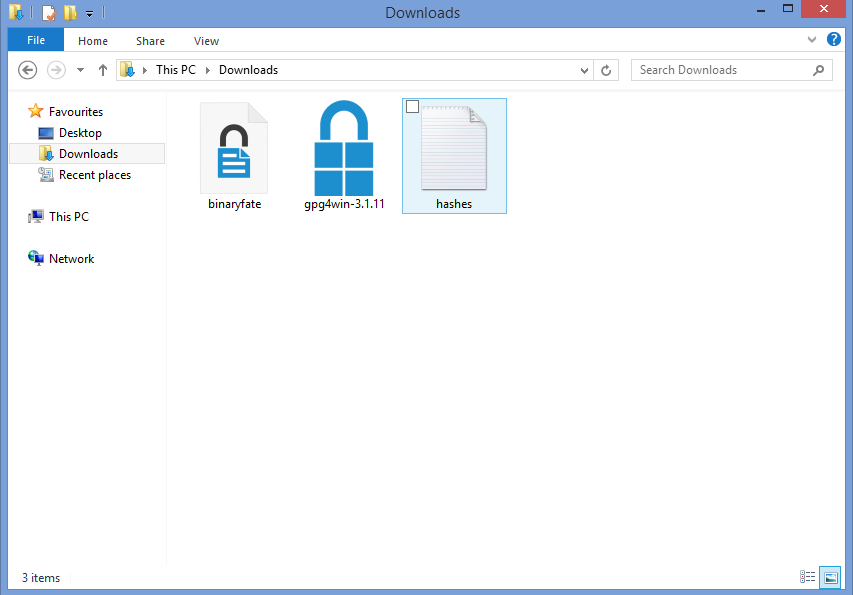 Downloads
File Home Share View
This PC Downloads
Search Downloads
Favourites
Desktop
Downloads
Recent places
This PC
Network
binaryfate
gpg4win-3.1.11
hashes
3 items